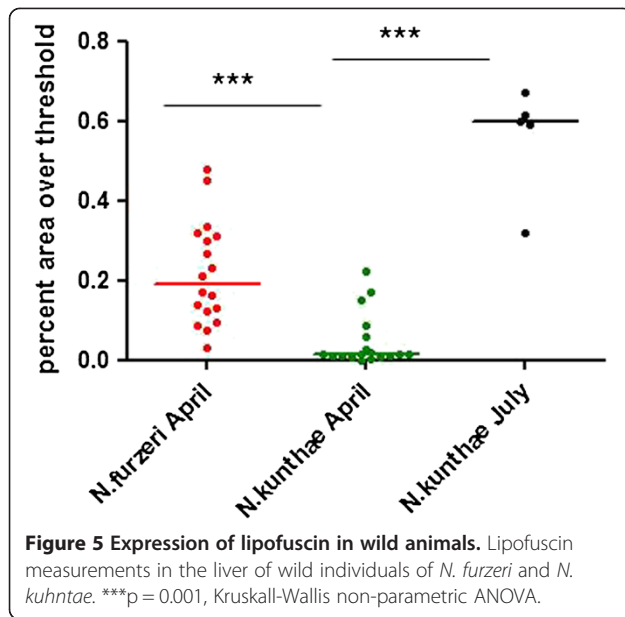 0.8
***
***
0.6
0.4
0.2
0.0
percent area over threshold
N.furzeri April
N.kunthae April
N.kunthae July
Figure 5 Expression of lipofuscin in wild animals. Lipofuscin
measurements in the liver of wild individuals of N. furzeri and N.
kuhntae. ***p = 0.001, Kruskall-Wallis non-parametric ANOVA.